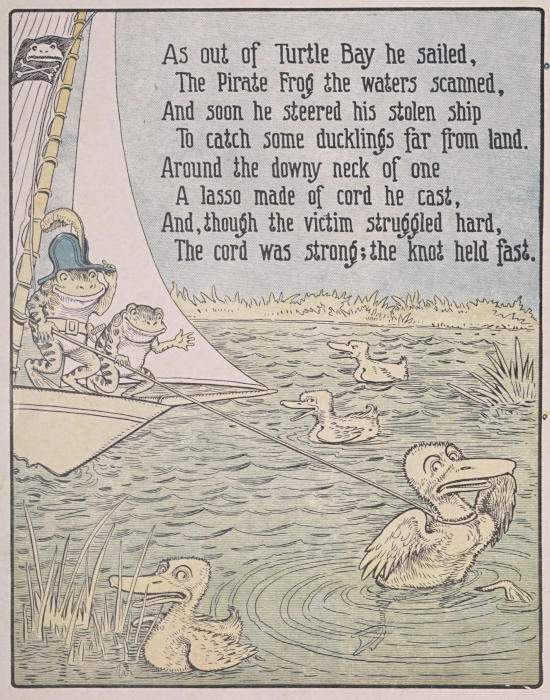 As out of Turtle Bay he sailed,
The Pirate Frog the waters scanned,
And soon he steered his stolen ship
To catch some ducklings far from land.
Around the downy neck of one
A lasso made of cord he cast,
And, though the victim struggled hard,
The cord was strong; the knot held fast.